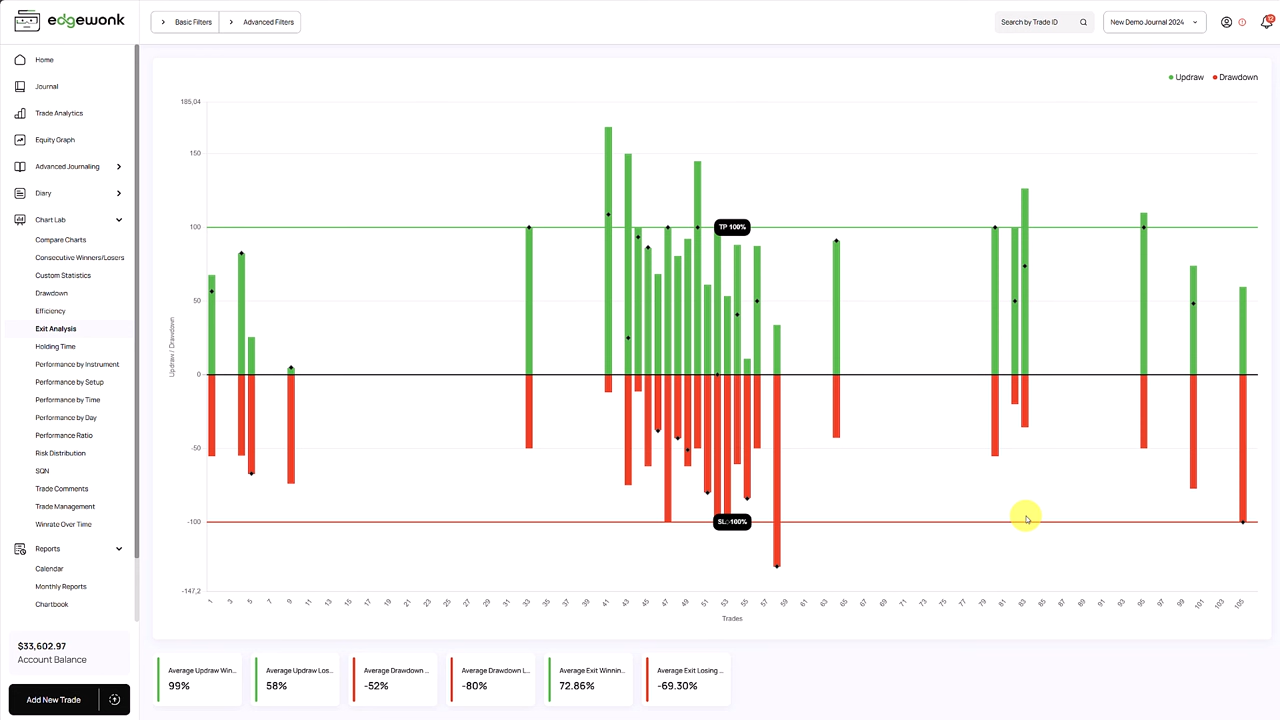 edgewonk
Basic Filters
Advanced Filters
Search by Trade ID
New Demo Journal 2024
12
Home
Journal
Trade Analytics
Equity Graph
Advanced Journaling
Diary
Chart Lab
Compare Charts
Consecutive Winners/Losers
Custom Statistics
Drawdown
Efficiency
Exit Analysis
Holding Time
Performance by Instrument
Performance by Setup
Performance by Time
Performance by Day
Performance Ratio
Risk Distribution
SQN
Trade Comments
Trade Management
Winrate Over Time
Reports
Calendar
Monthly Reports
Chartbook
$33,602.97
Account Balance
Add New Trade
Updraw
Drawdown
185,04
150
100
50
0
-50
-100
-147,2
Updraw / Drawdown
TP 100%
SL -100%
1 3 5 7 9 11 13 15 17 19 21 23 25 27 29 31 33 35 37 39 41 43 45 47 49 51 53 55 57 59 61 63 65 67 69 71 73 75 77 79 81 83 85 87 89 91 93 95 97 99 101 103 105
Trades
Average Updraw Win...
99%
Average Updraw Los...
58%
Average Drawdown ...
-52%
Average Drawdown L...
-80%
Average Exit Winnin...
72.86%
Average Exit Losing ...
-69.30%